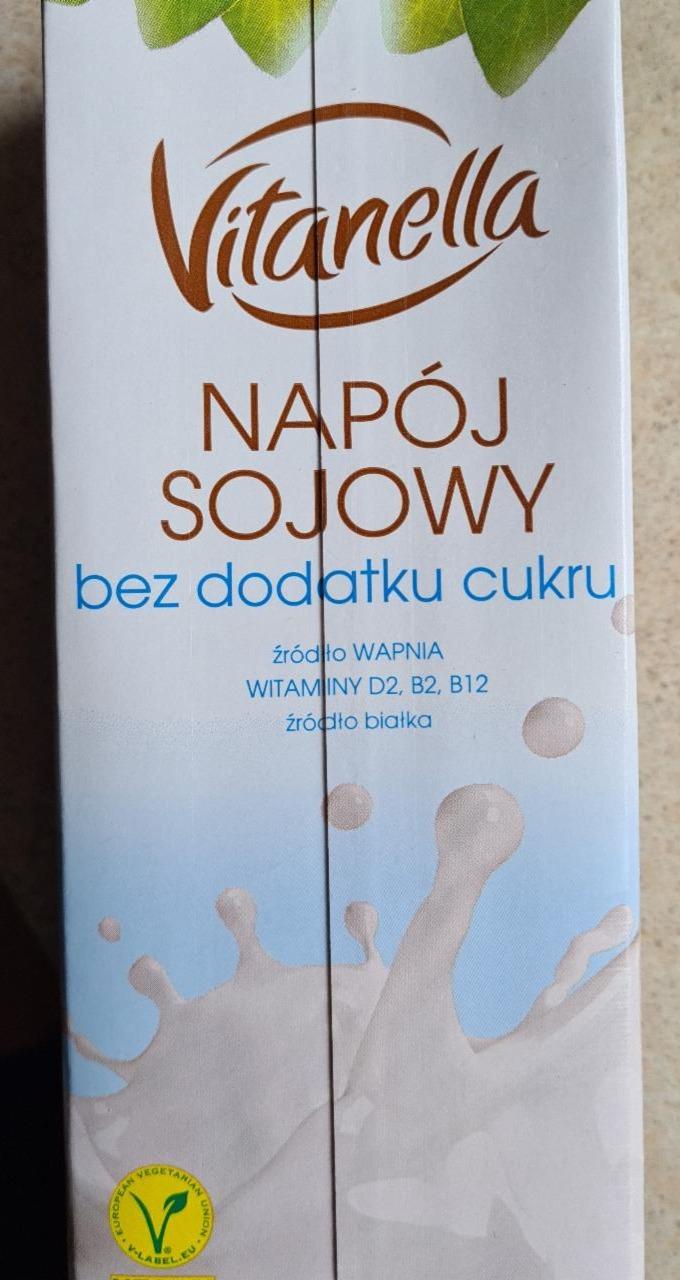 Vitanella
NAPÓJ
SOJOWY
bez dodatku cukru
źródło WAPNIA
WITAMINY D2, B2, B12
źródło białka
EUROPEAN VEGETARIAN UNION
V-LABEL.EU